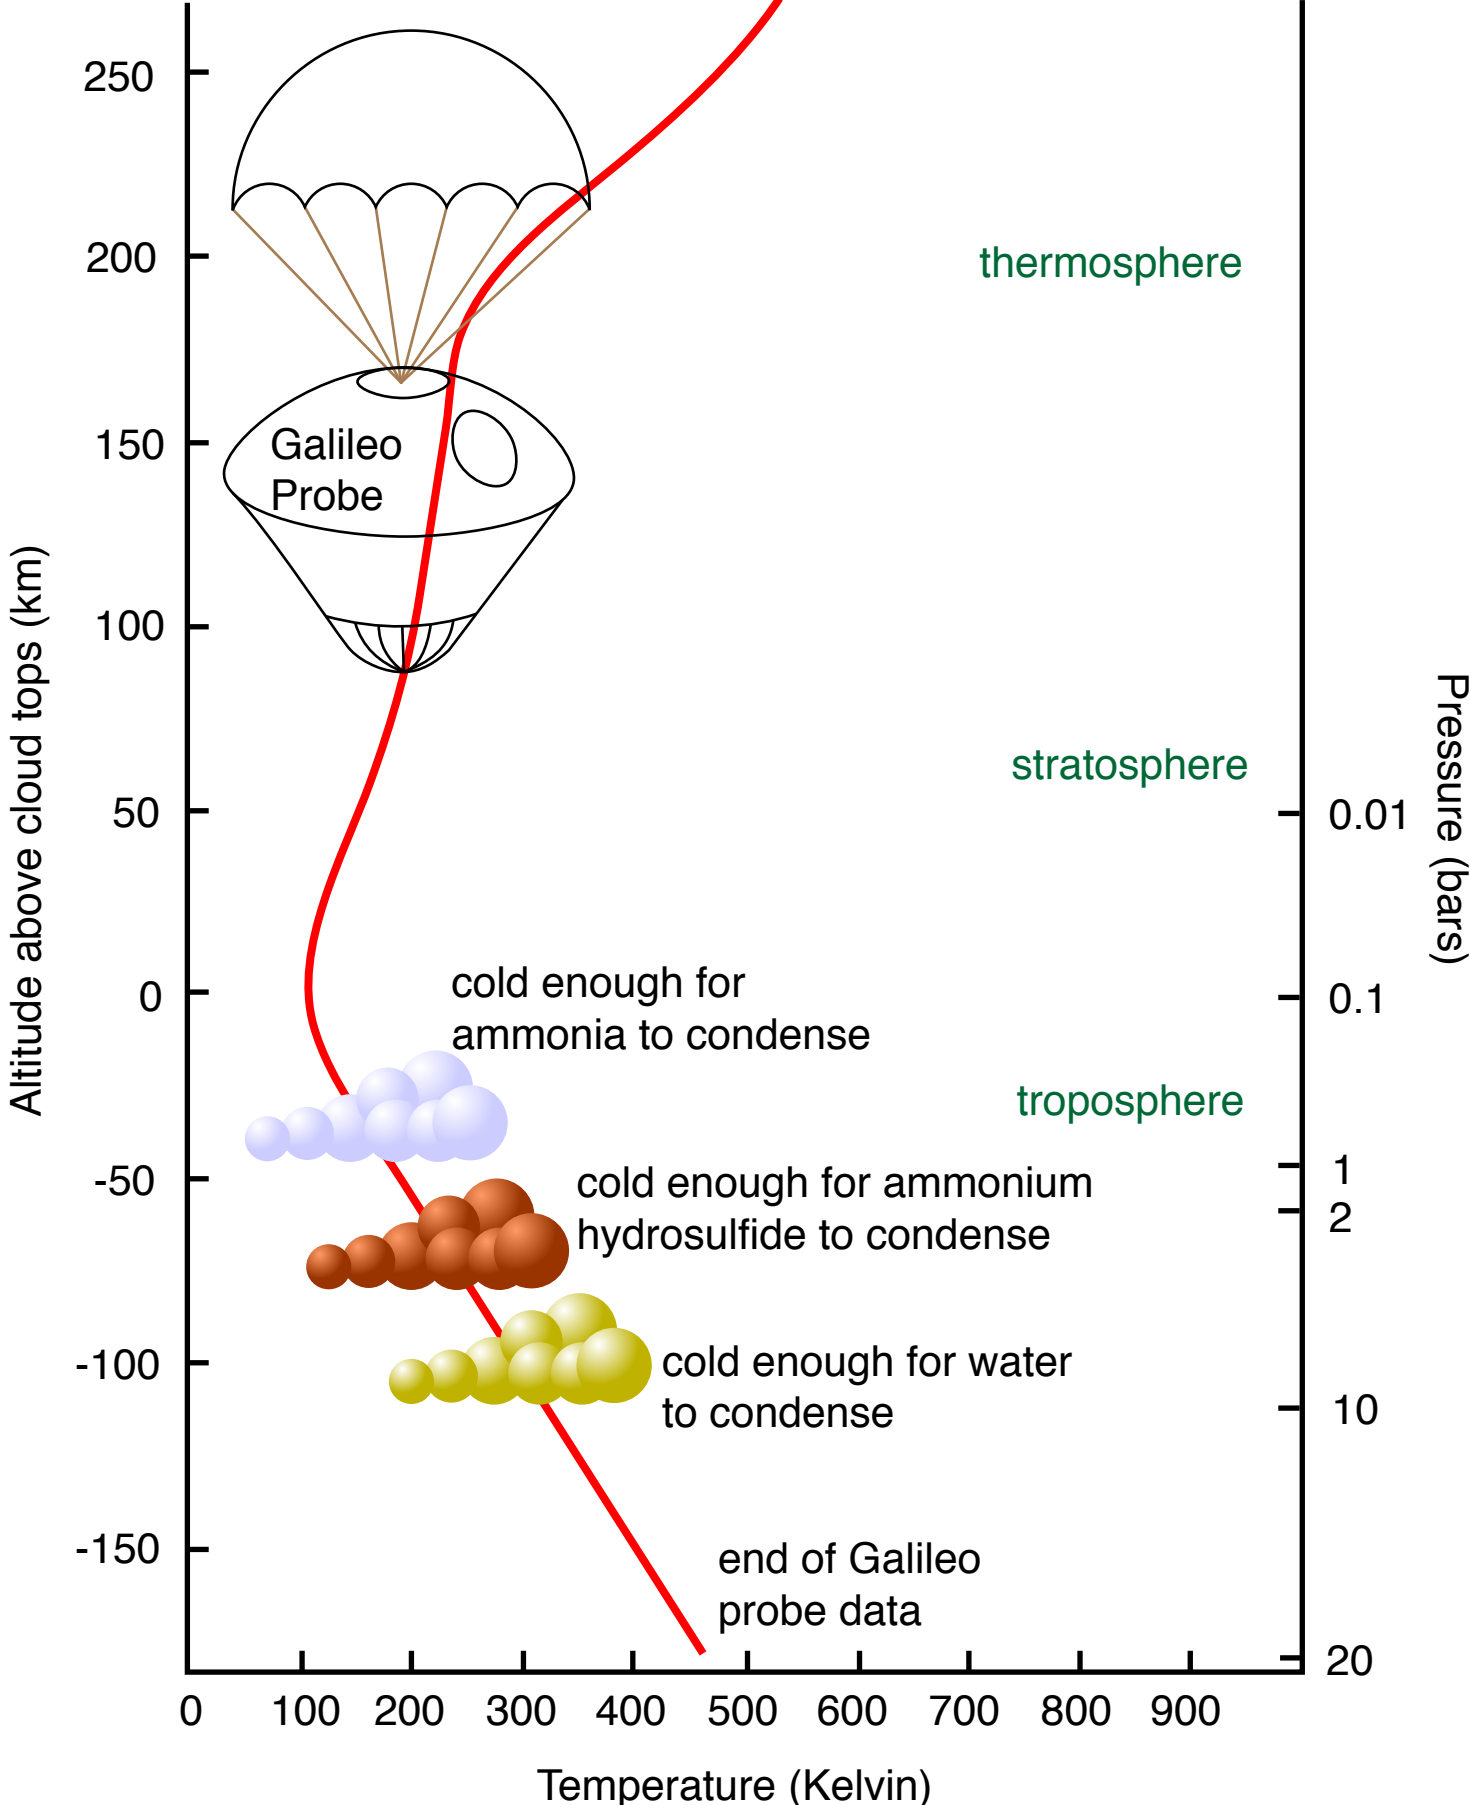 250
200
150
100
50
0
-50
-100
-150
Altitude above cloud tops (km)
Galileo
Probe
thermosphere
stratosphere
troposphere
cold enough for
ammonia to condense
cold enough for ammonium
hydrosulfide to condense
cold enough for water
to condense
end of Galileo
probe data
0.01
0.1
1
2
10
20
Pressure (bars)
0 100 200 300 400 500 600 700 800 900
Temperature (Kelvin)